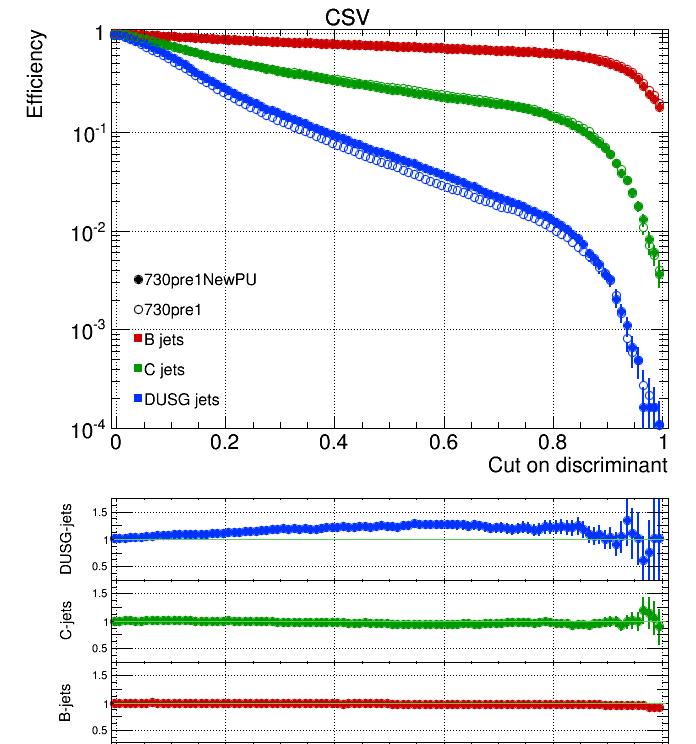 CSV
Efficiency
1
10⁻¹
10⁻²
10⁻³
10⁻⁴
730pre1NewPU
730pre1
B jets
C jets
DUSG jets
0 0.2 0.4 0.6 0.8 1
Cut on discriminant
DUSG-jets
1.5
1
0.5
C-jets
1.5
1
0.5
B-jets
1.5
1
0.5